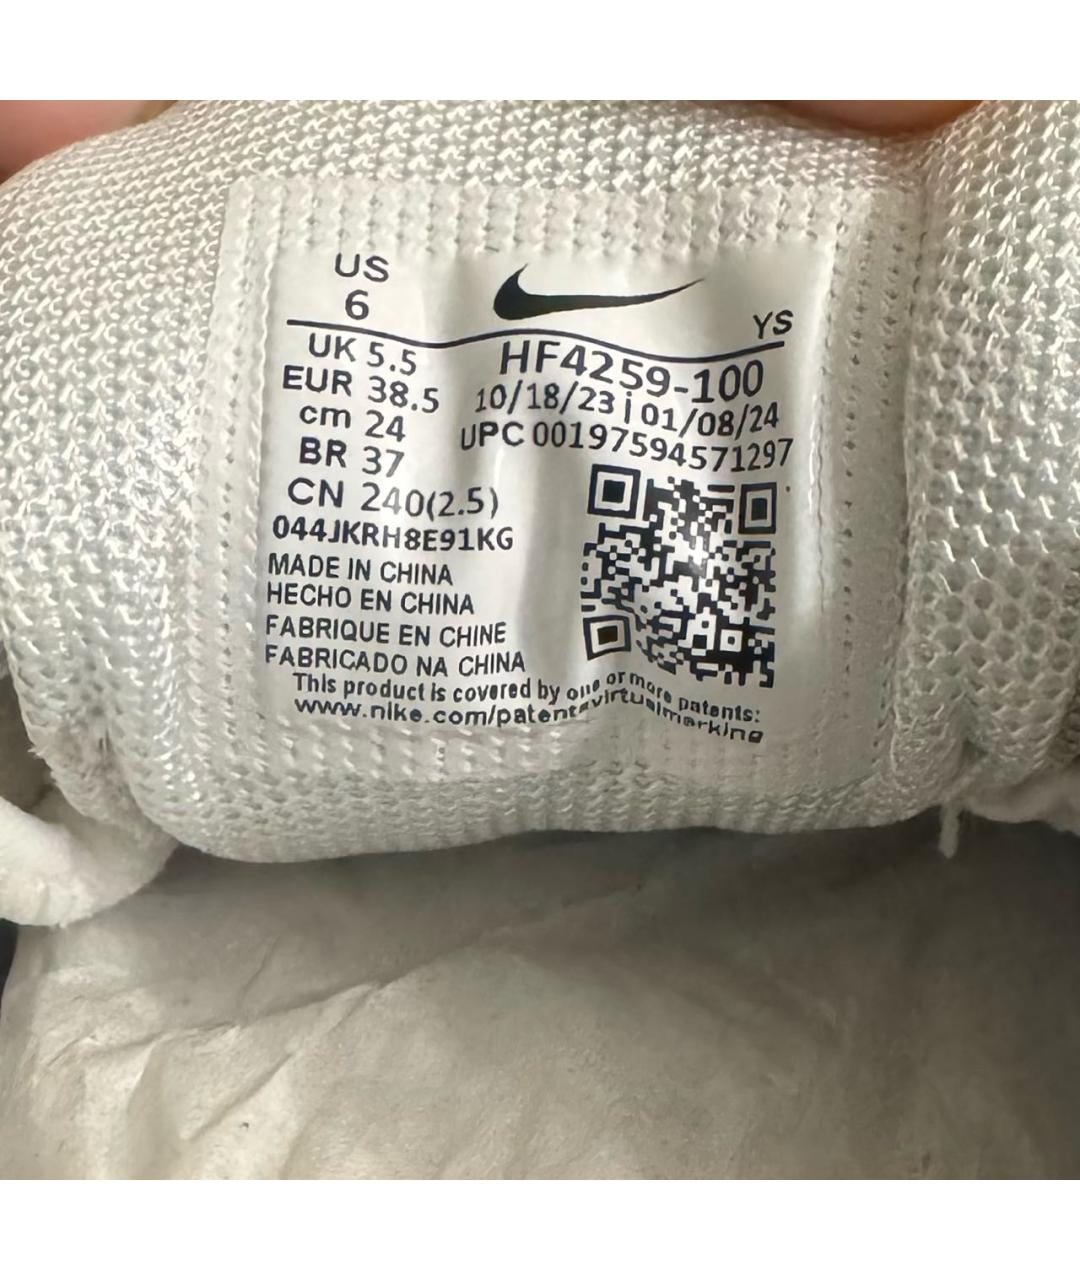 US
6
YS
UK 5.5
EUR 38.5
cm 24
BR 37
CN 240(2.5)
HF4259-100
10/18/23 | 01/08/24
UPC 00197594571297
044JKRH8E91KG
MADE IN CHINA
HECHO EN CHINA
FABRIQUE EN CHINE
FABRICADO NA CHINA
This product is covered by one or more patents:
www.nike.com/patentsvirtualmarking